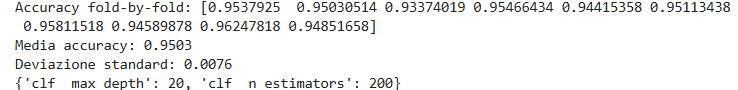 Accuracy fold-by-fold: [0.9537925  0.95030514 0.93374019 0.95466434 0.94415358 0.95113438
 0.95811518 0.94589878 0.96247818 0.94851658]
Media accuracy: 0.9503
Deviazione standard: 0.0076
{'clf  max depth': 20, 'clf  n estimators': 200}